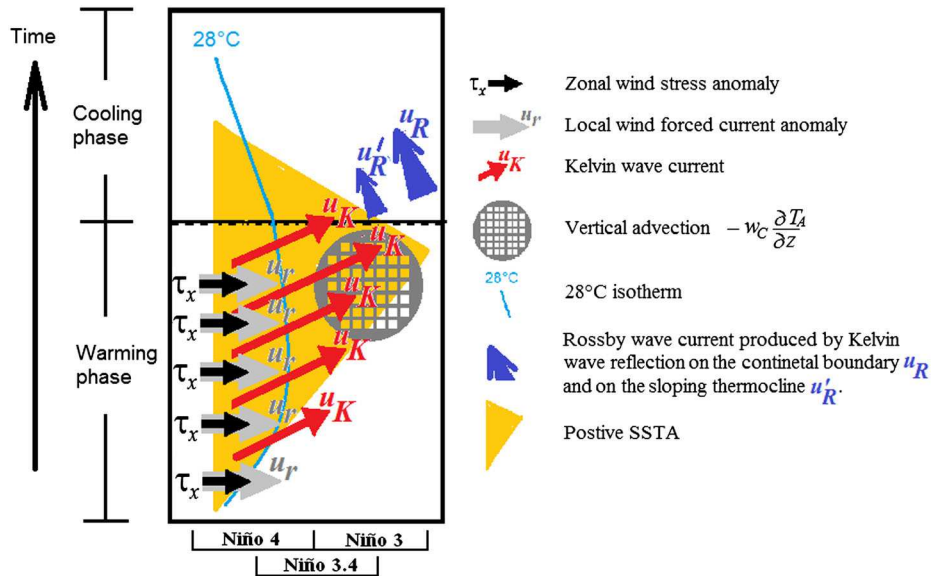 Time
Cooling
phase
Warming
phase
28°C
u_R
u'_R
u_K
u_K
u_K
u_K
u_K
τ_x
u_r
τ_x
u_r
τ_x
u_r
τ_x
u_r
τ_x
u_r
Niño 4
Niño 3
Niño 3.4
τ_x
Zonal wind stress anomaly
u_r
Local wind forced current anomaly
u_K
Kelvin wave current
Vertical advection −w_C ∂T_A/∂z
28°C
28°C isotherm
Rossby wave current produced by Kelvin
wave reflection on the continetal boundary u_R
and on the sloping thermocline u'_R.
Postive SSTA